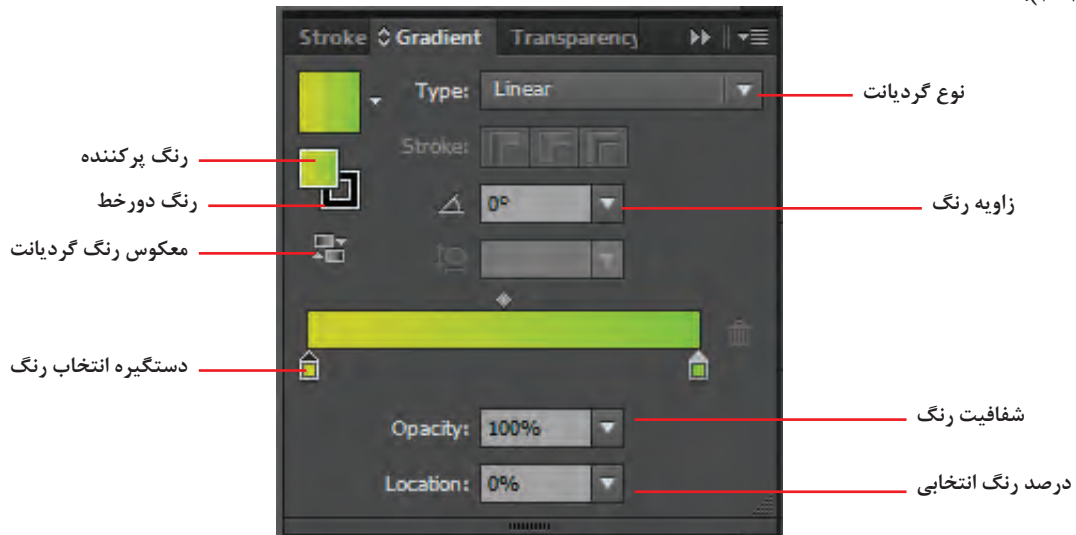 Stroke Gradient Transparency
Type: Linear
نوع گردیانت
Stroke:
رنگ پرکننده
رنگ دورخط
0°
زاویه رنگ
معکوس رنگ گردیانت
دستگیره انتخاب رنگ
Opacity: 100%
شفافیت رنگ
Location: 0%
درصد رنگ انتخابی